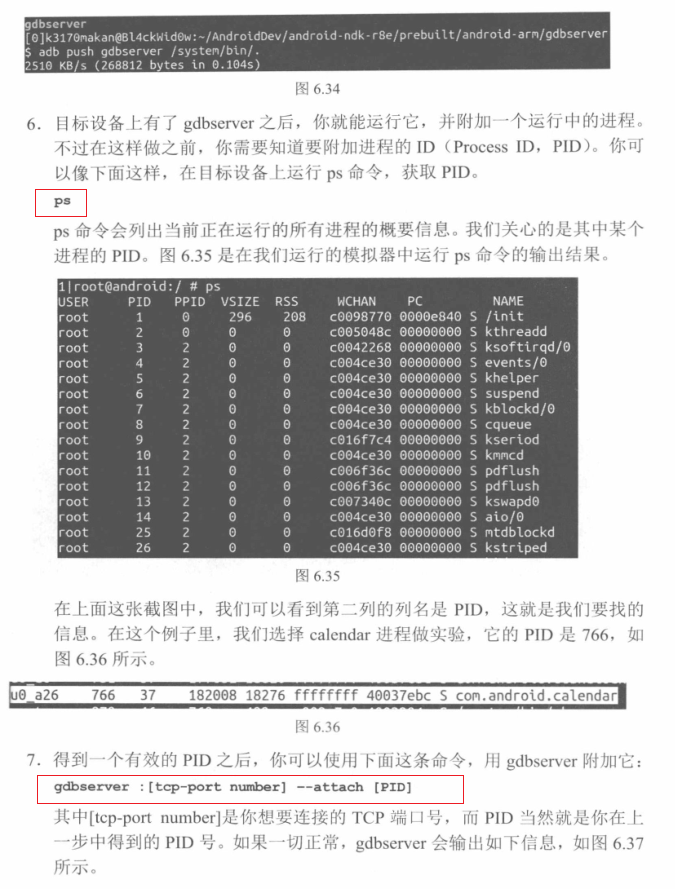 gdbserver
[0]k3170makan@Bl4ckWid0w:~/AndroidDev/android-ndk-r8e/prebuilt/android-arm/gdbserver
$ adb push gdbserver /system/bin/.
2510 KB/s (268812 bytes in 0.104s)
图 6.34
6. 目标设备上有了 gdbserver 之后，你就能运行它，并附加一个运行中的进程。
不过在这样做之前，你需要知道要附加进程的 ID（Process ID，PID）。你可
以像下面这样，在目标设备上运行 ps 命令，获取 PID。
ps
ps 命令会列出当前正在运行的所有进程的概要信息。我们关心的是其中某个
进程的 PID。图 6.35 是在我们运行的模拟器中运行 ps 命令的输出结果。
1|root@android:/ # ps
USER PID PPID VSIZE RSS WCHAN PC NAME
root 1 0 296 208 c0098770 0000e840 S /init
root 2 0 0 0 c005048c 00000000 S kthreadd
root 3 2 0 0 c0042268 00000000 S ksoftirqd/0
root 4 2 0 0 c004ce30 00000000 S events/0
root 5 2 0 0 c004ce30 00000000 S khelper
root 6 2 0 0 c004ce30 00000000 S suspend
root 7 2 0 0 c004ce30 00000000 S kblockd/0
root 8 2 0 0 c004ce30 00000000 S cqueue
root 9 2 0 0 c016f7c4 00000000 S kseriod
root 10 2 0 0 c004ce30 00000000 S kmmcd
root 11 2 0 0 c006f36c 00000000 S pdflush
root 12 2 0 0 c006f36c 00000000 S pdflush
root 13 2 0 0 c007340c 00000000 S kswapd0
root 14 2 0 0 c004ce30 00000000 S aio/0
root 25 2 0 0 c016d0f8 00000000 S mtdblockd
root 26 2 0 0 c004ce30 00000000 S kstriped
图 6.35
在上面这张截图中，我们可以看到第二列的列名是 PID，这就是我们要找的
信息。在这个例子里，我们选择 calendar 进程做实验，它的 PID 是 766，如
图 6.36 所示。
u0_a26 766 37 182008 18276 ffffffff 40037ebc S com.android.calendar
图 6.36
7. 得到一个有效的 PID 之后，你可以使用下面这条命令，用 gdbserver 附加它：
gdbserver :[tcp-port number] --attach [PID]
其中[tcp-port number]是你想要连接的 TCP 端口号，而 PID 当然就是你在上
一步中得到的 PID 号。如果一切正常，gdbserver 会输出如下信息，如图 6.37
所示。